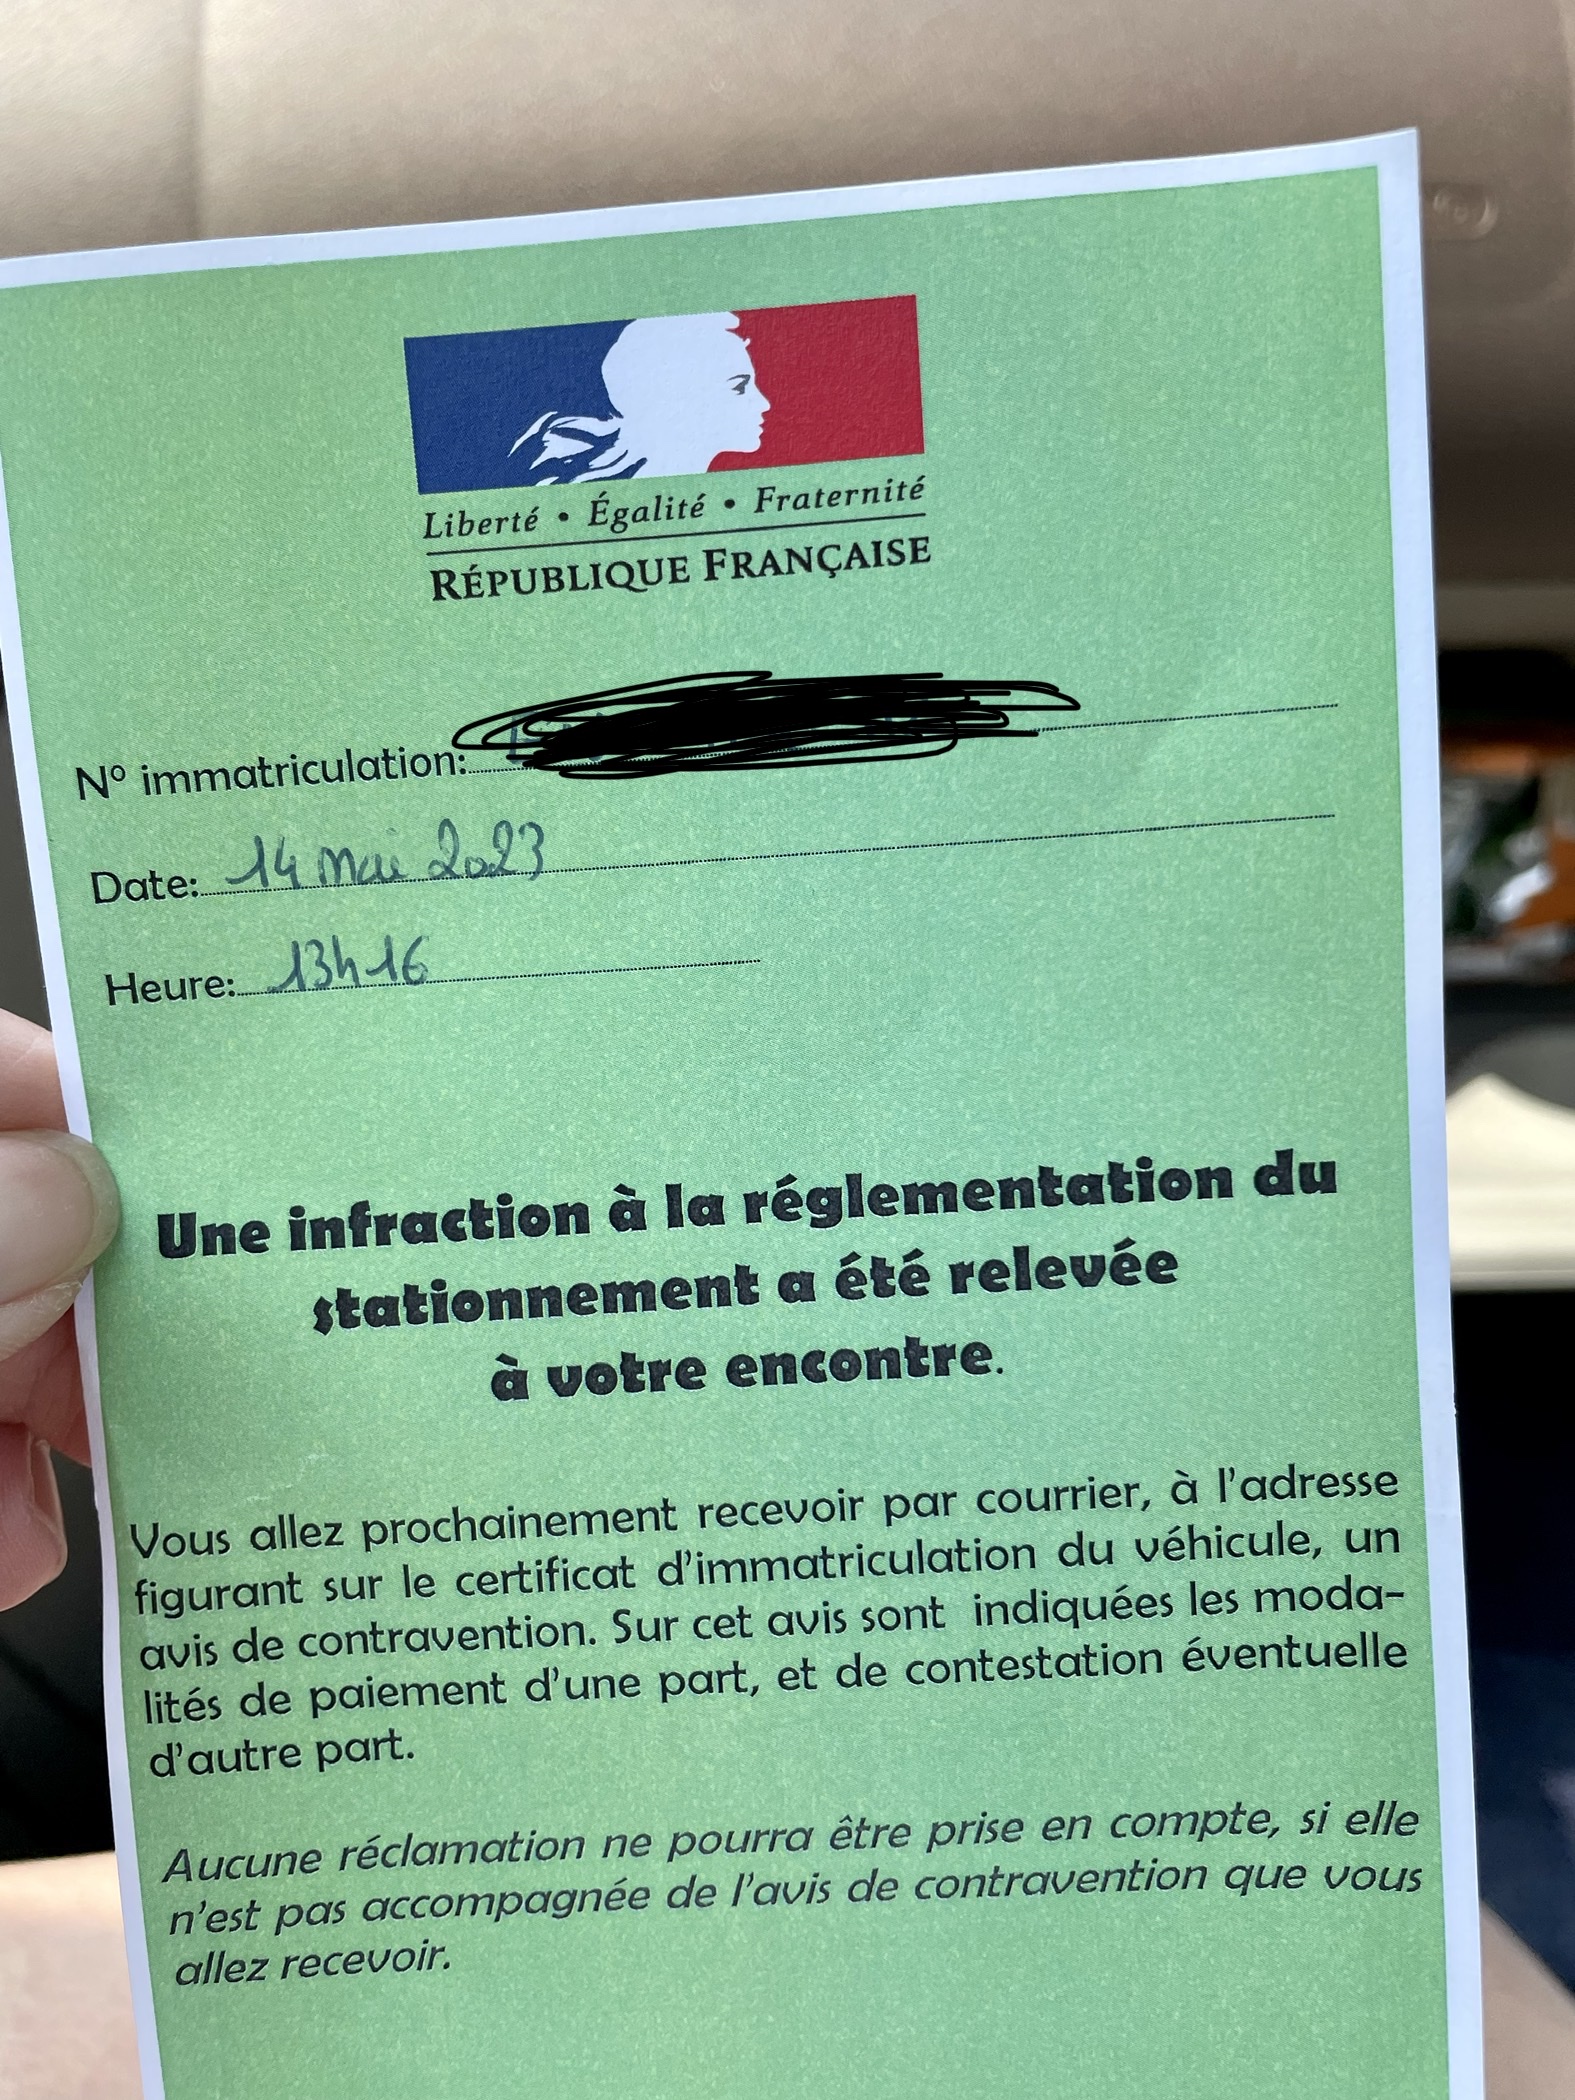 Liberté • Égalité • Fraternité
RÉPUBLIQUE FRANÇAISE
N° immatriculation:
Date: 14 mai 2023
Heure: 13h16
Une infraction à la réglementation du
stationnement a été relevée
à votre encontre.
Vous allez prochainement recevoir par courrier, à l'adresse
figurant sur le certificat d'immatriculation du véhicule, un
avis de contravention. Sur cet avis sont indiquées les moda-
lités de paiement d'une part, et de contestation éventuelle
d'autre part.
Aucune réclamation ne pourra être prise en compte, si elle
n'est pas accompagnée de l'avis de contravention que vous
allez recevoir.